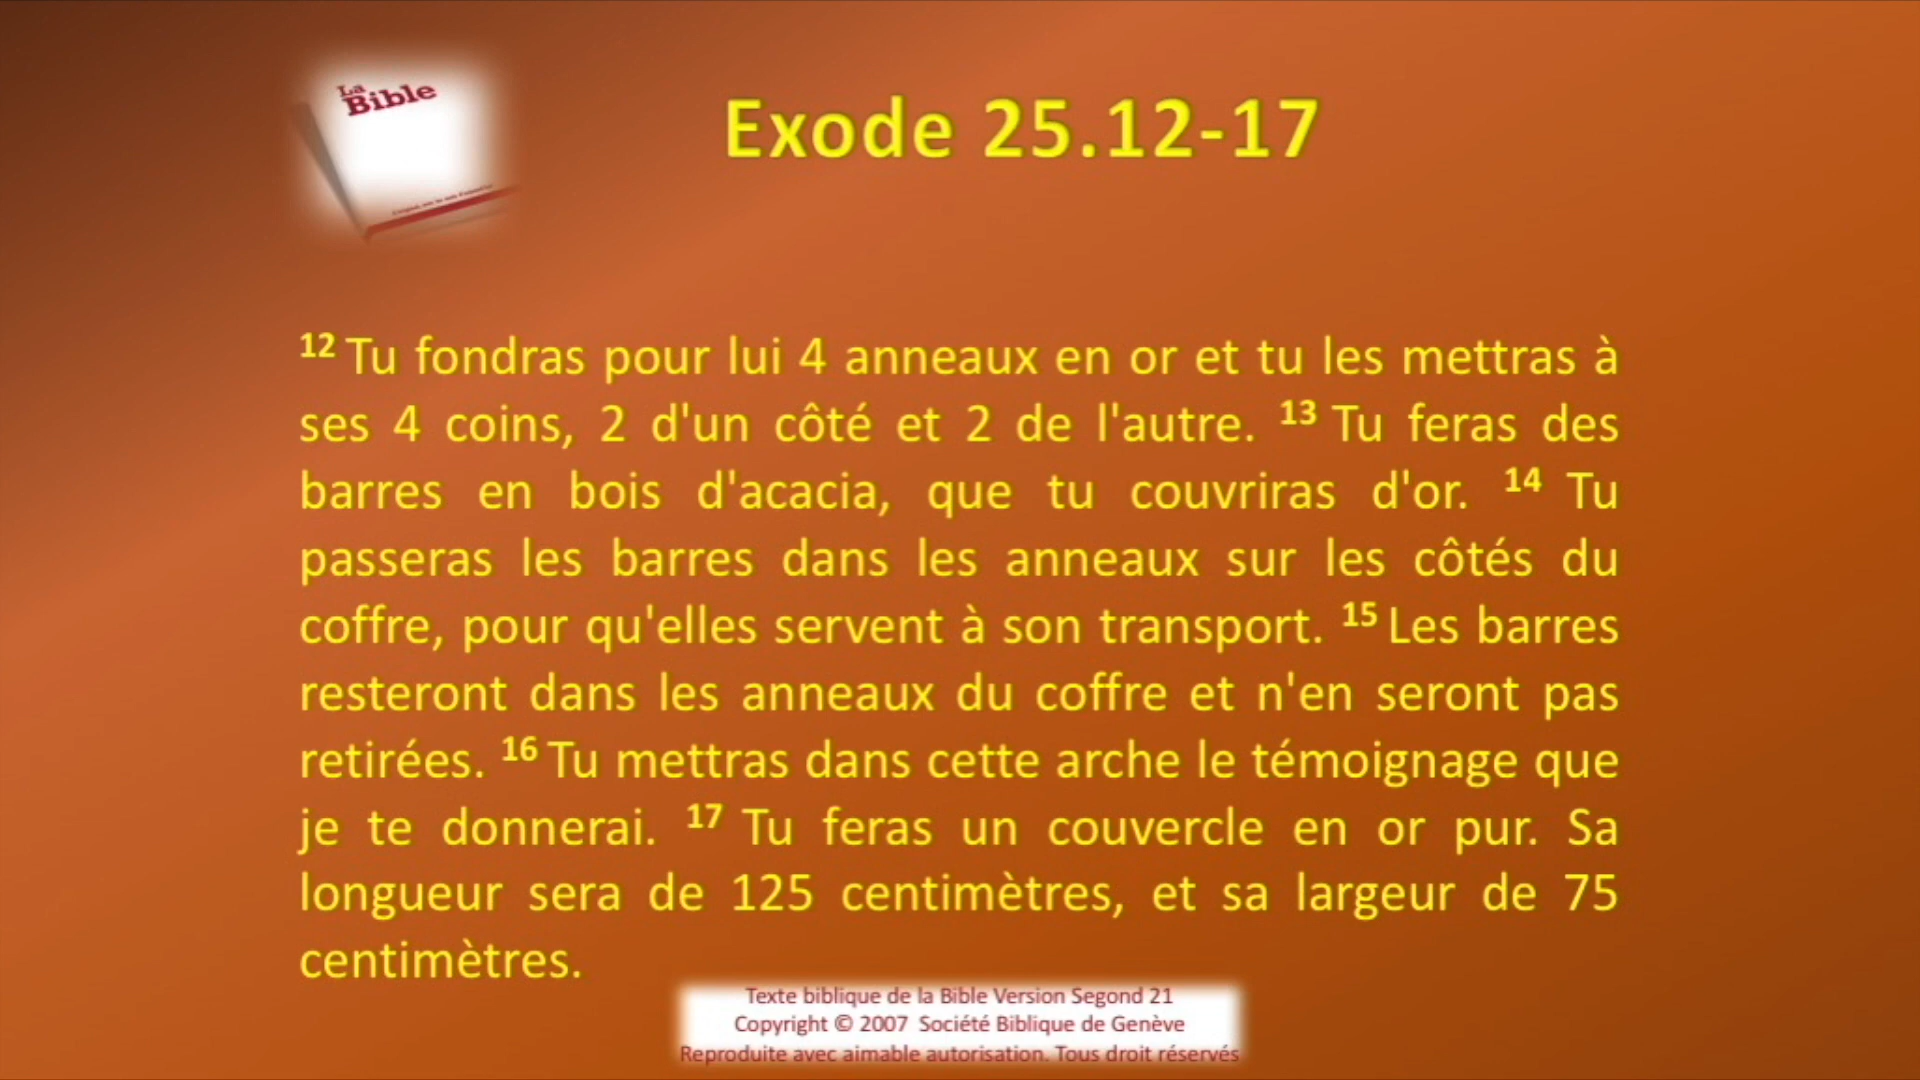 La
Bible
Exode 25.12-17
12 Tu fondras pour lui 4 anneaux en or et tu les mettras à
ses 4 coins, 2 d'un côté et 2 de l'autre. 13 Tu feras des
barres en bois d'acacia, que tu couvriras d'or. 14 Tu
passeras les barres dans les anneaux sur les côtés du
coffre, pour qu'elles servent à son transport. 15 Les barres
resteront dans les anneaux du coffre et n'en seront pas
retirées. 16 Tu mettras dans cette arche le témoignage que
je te donnerai. 17 Tu feras un couvercle en or pur. Sa
longueur sera de 125 centimètres, et sa largeur de 75
centimètres.
Texte biblique de la Bible Version Segond 21
Copyright © 2007 Société Biblique de Genève
Reproduite avec aimable autorisation. Tous droit réservés